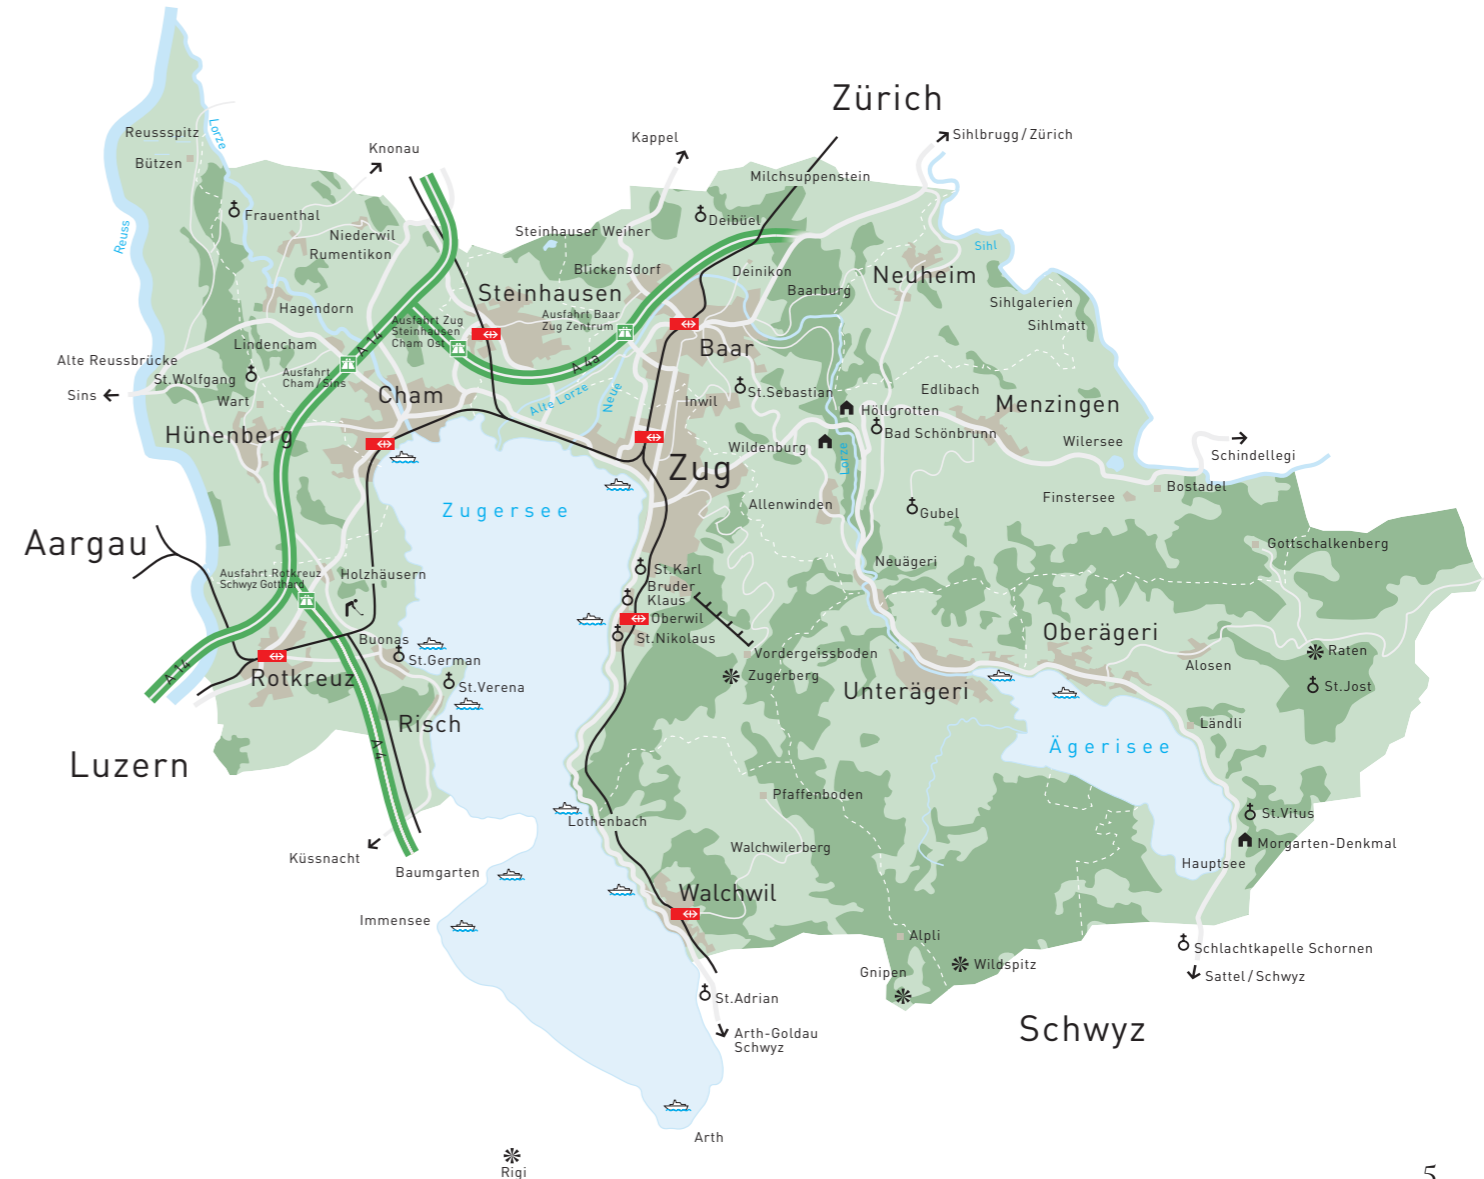 Zürich
Reussspitz
Lorze
Bützen
Knonau
Kappel
Sihlbrugg / Zürich
Milchsuppenstein
Frauenthal
Deibüel
Reuss
Niederwil
Rumentikon
Steinhauser Weiher
Sihl
Blickensdorf
Deinikon
Neuheim
Baarburg
Steinhausen
Hagendorn
Sihlgalerien
Sihlmatt
Ausfahrt Zug
Steinhausen
Cham Ost
Ausfahrt Baar
Zug Zentrum
A 14
Lindencham
Baar
Alte Reussbrücke
St.Wolfgang
Ausfahrt
Cham / Sins
A 4a
Sins
Wart
Cham
Alte Lorze
Neue
Inwil
St.Sebastian
Edlibach
Menzingen
Höllgrotten
Bad Schönbrunn
Hünenberg
Wildenburg
Lorze
Wilersee
Schindellegi
Zug
Bostadel
Zugersee
Allenwinden
Gubel
Finstersee
Aargau
Gottschalkenberg
Neuägeri
Ausfahrt Rotkreuz
Schwyz Gotthard
Holzhäusern
St.Karl
Bruder
Klaus
Oberwil
St.Nikolaus
Oberägeri
Buonas
St.German
Vordergeissboden
Raten
Alosen
A 14
Rotkreuz
St.Verena
Zugerberg
Unterägeri
St.Jost
Risch
Ländli
A 4
Ägerisee
Luzern
Pfaffenboden
Lothenbach
St.Vitus
Walchwilerberg
Morgarten-Denkmal
Küssnacht
Hauptsee
Baumgarten
Walchwil
Immensee
Alpli
Schlachtkapelle Schornen
Gnipen
Wildspitz
Sattel / Schwyz
St.Adrian
Schwyz
Arth-Goldau
Schwyz
Arth
Rigi
5